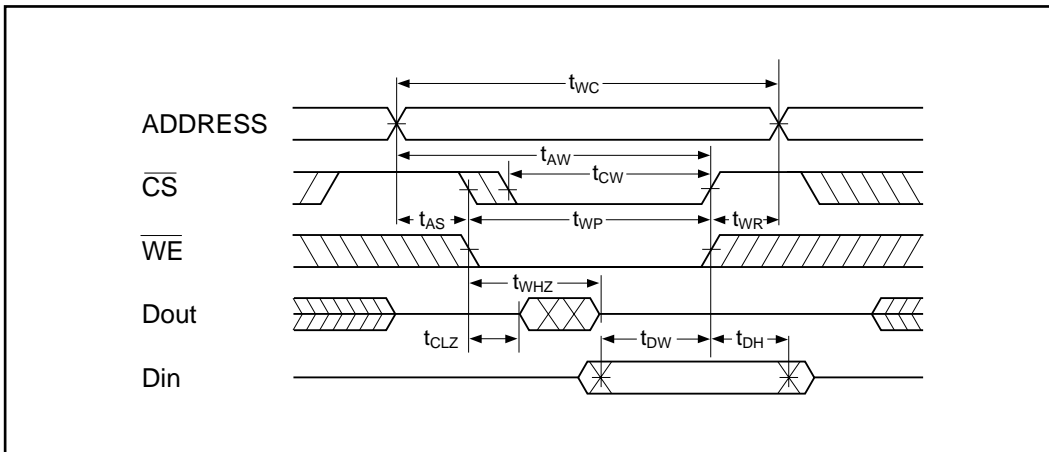 tWC
ADDRESS
tAW
CS tCW
tAS tWP tWR
WE
tWHZ
Dout
tCLZ tDW tDH
Din